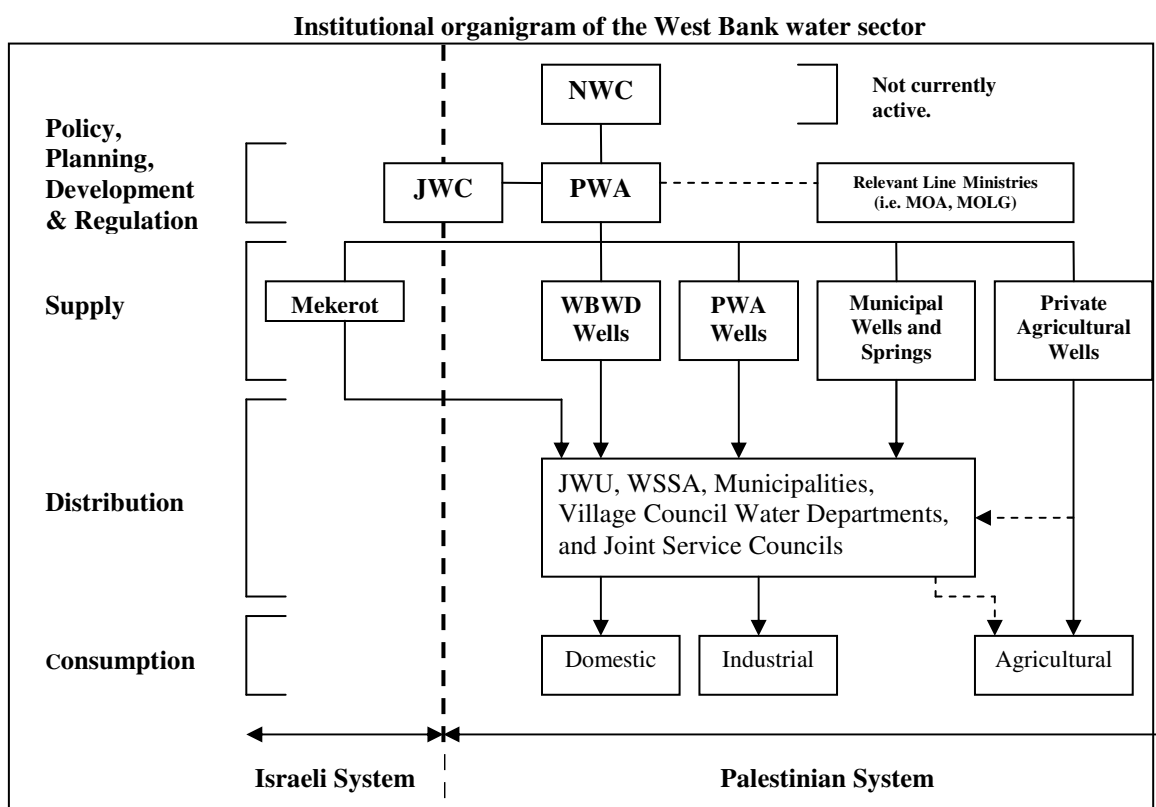 Institutional organigram of the West Bank water sector
NWC
Not currently
active.
Policy,
Planning,
Development
& Regulation
JWC
PWA
Relevant Line Ministries
(i.e. MOA, MOLG)
Supply
Mekerot
WBWD
Wells
PWA
Wells
Municipal
Wells and
Springs
Private
Agricultural
Wells
Distribution
JWU, WSSA, Municipalities,
Village Council Water Departments,
and Joint Service Councils
Consumption
Domestic
Industrial
Agricultural
Israeli System
Palestinian System